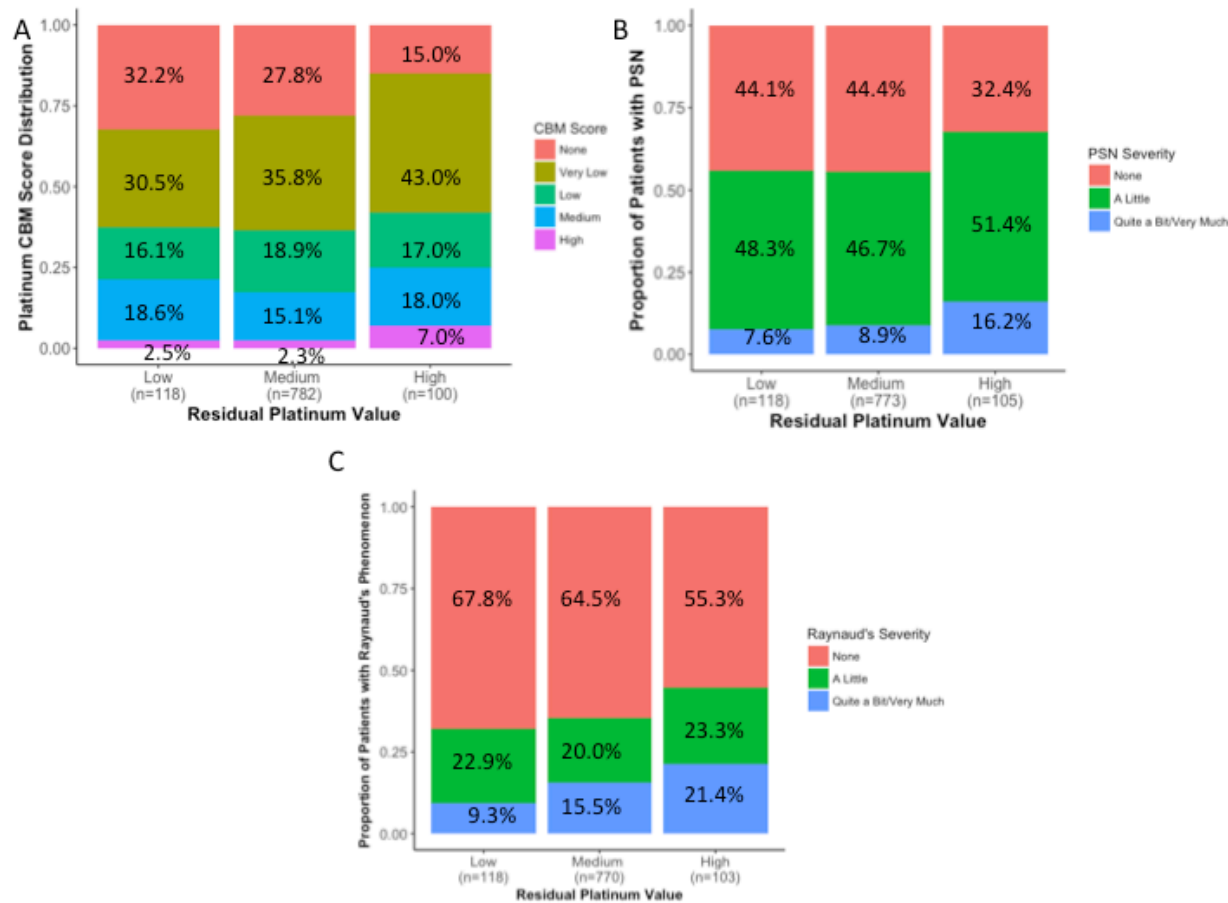 A
Platinum CBM Score Distribution
1.00
0.75
0.50
0.25
0.00
32.2%
30.5%
16.1%
18.6%
2.5%
27.8%
35.8%
18.9%
15.1%
2.3%
15.0%
43.0%
17.0%
18.0%
7.0%
Low
(n=118)
Medium
(n=782)
High
(n=100)
Residual Platinum Value
CBM Score
None
Very Low
Low
Medium
High
B
Proportion of Patients with PSN
1.00
0.75
0.50
0.25
0.00
44.1%
48.3%
7.6%
44.4%
46.7%
8.9%
32.4%
51.4%
16.2%
Low
(n=118)
Medium
(n=773)
High
(n=105)
Residual Platinum Value
PSN Severity
None
A Little
Quite a Bit/Very Much
C
Proportion of Patients with Raynaud's Phenomenon
1.00
0.75
0.50
0.25
0.00
67.8%
22.9%
9.3%
64.5%
20.0%
15.5%
55.3%
23.3%
21.4%
Low
(n=118)
Medium
(n=770)
High
(n=103)
Residual Platinum Value
Raynaud's Severity
None
A Little
Quite a Bit/Very Much